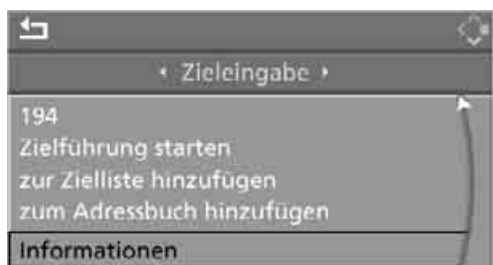 Zieleingabe
194
Zielführung starten
zur Zielliste hinzufügen
zum Adressbuch hinzufügen
Informationen